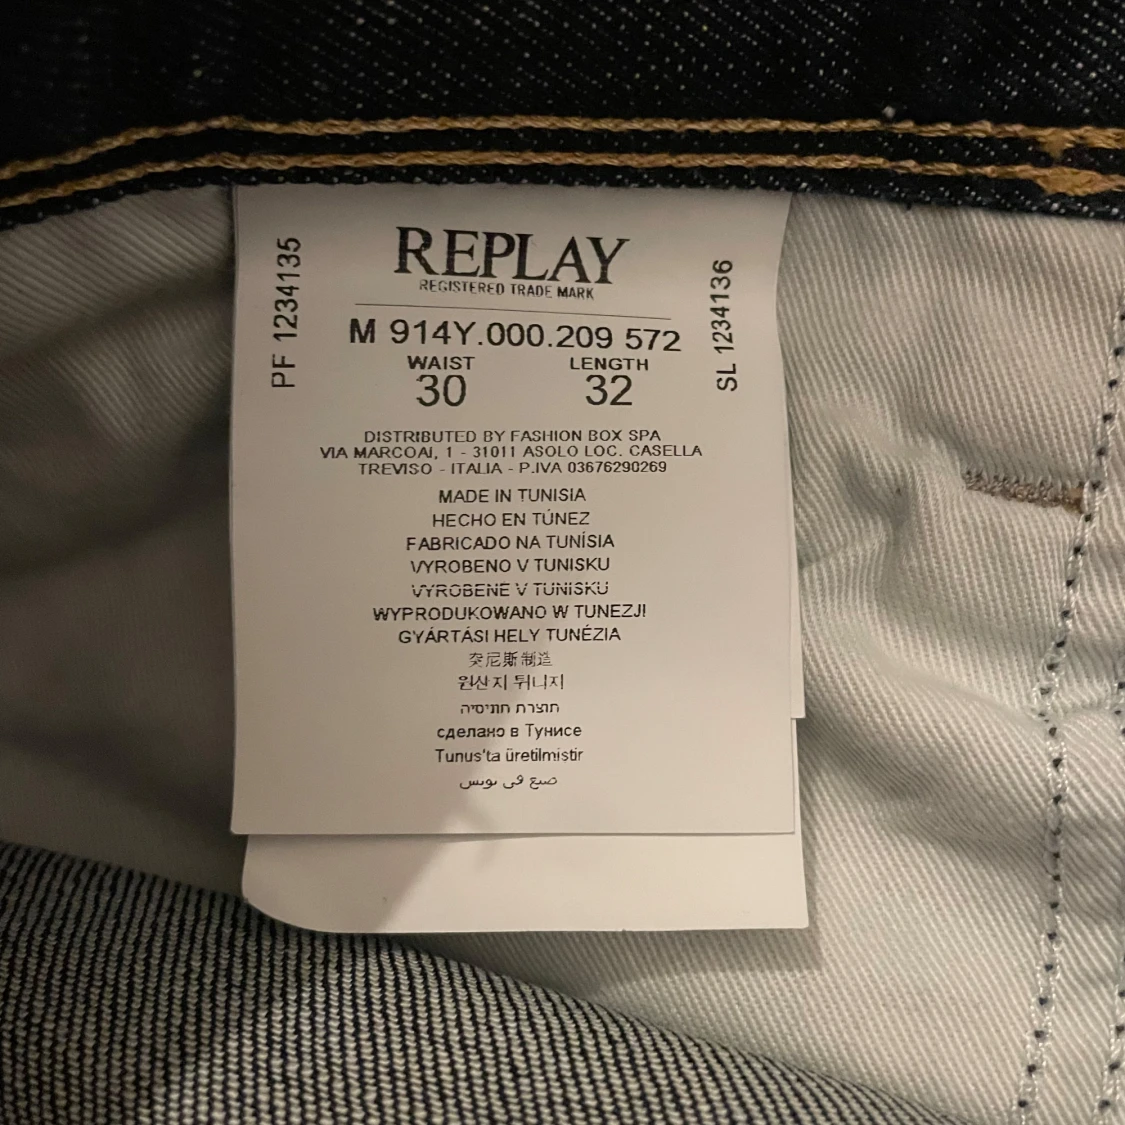 REPLAY
REGISTERED TRADE MARK
PF 1234135
SL 1234136
M 914Y.000.209 572
WAIST LENGTH
30 32
DISTRIBUTED BY FASHION BOX SPA
VIA MARCOAI, 1 - 31011 ASOLO LOC. CASELLA
TREVISO - ITALIA - P.IVA 03676290269
MADE IN TUNISIA
HECHO EN TÚNEZ
FABRICADO NA TUNÍSIA
VYROBENO V TUNISKU
VYROBENE V TUNISKU
WYPRODUKOWANO W TUNEZJI
GYÁRTÁSI HELY TUNÉZIA
突尼斯制造
원산지 튀니지
תוצרת תוניסיה
сделано в Тунисе
Tunus'ta üretilmistir
صنع في تونس